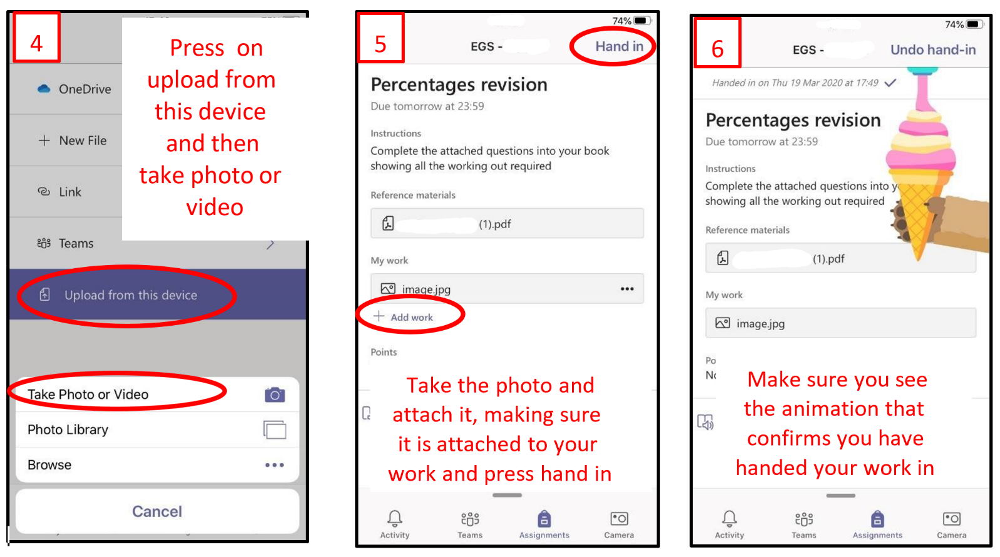 4
Press on
upload from
this device
and then
take photo or
video
OneDrive
New File
Link
Teams
Upload from this device
Take Photo or Video
Photo Library
Browse
Cancel
5
74%
EGS -
Hand in
Percentages revision
Due tomorrow at 23:59
Instructions
Complete the attached questions into your book
showing all the working out required
Reference materials
(1).pdf
My work
image.jpg
Add work
Points
Take the photo and
attach it, making sure
it is attached to your
work and press hand in
Activity
Teams
Assignments
Camera
6
74%
EGS -
Undo hand-in
Handed in on Thu 19 Mar 2020 at 17:49
Percentages revision
Due tomorrow at 23:59
Instructions
Complete the attached questions into
showing all the working out required
Reference materials
(1).pdf
My work
image.jpg
Po
Make sure you see
the animation that
confirms you have
handed your work in
Activity
Teams
Assignments
Camera